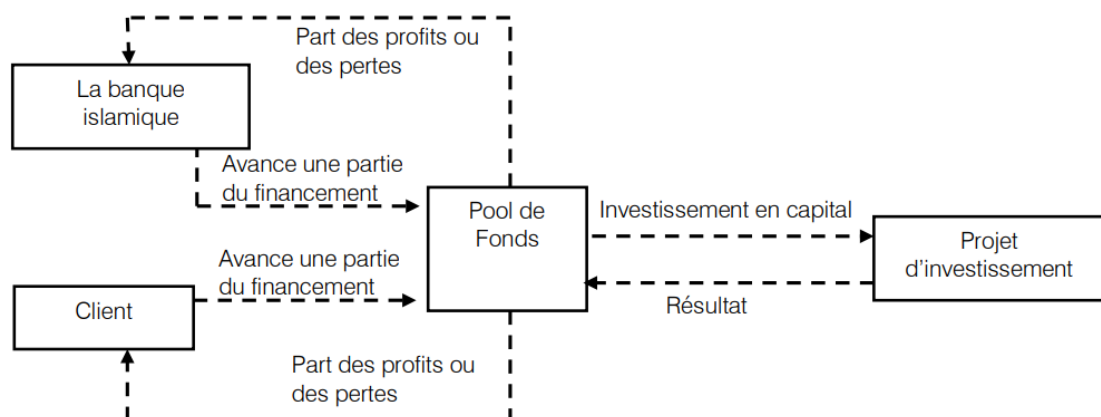 Part des profits ou
des pertes
La banque
islamique
Avance une partie
du financement
Pool de
Fonds
Investissement en capital
Projet
d'investissement
Avance une partie
du financement
Client
Résultat
Part des profits ou
des pertes